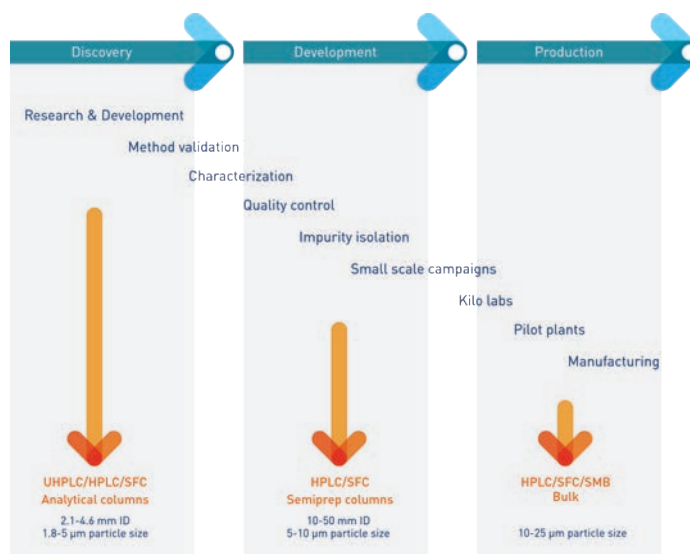 Discovery
Development
Production
Research & Development
Method validation
Characterization
Quality control
Impurity isolation
Small scale campaigns
Kilo labs
Pilot plants
Manufacturing
UHPLC/HPLC/SFC
Analytical columns
2.1-4.6 mm ID
1.8-5 µm particle size
HPLC/SFC
Semiprep columns
10-50 mm ID
5-10 µm particle size
HPLC/SFC/SMB
Bulk
10-25 µm particle size